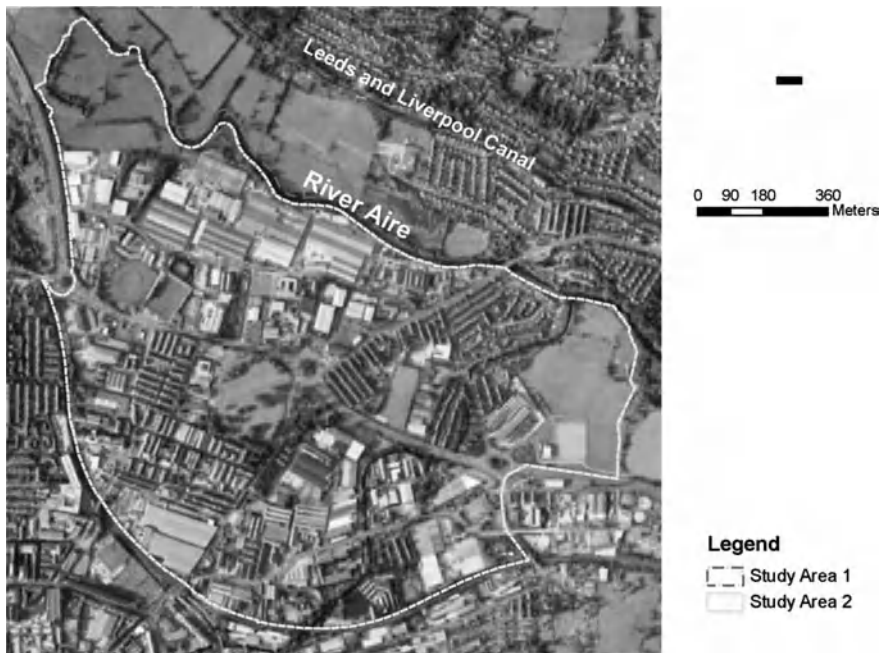 Leeds and Liverpool Canal
River Aire
0 90 180 360
Meters
Legend
Study Area 1
Study Area 2